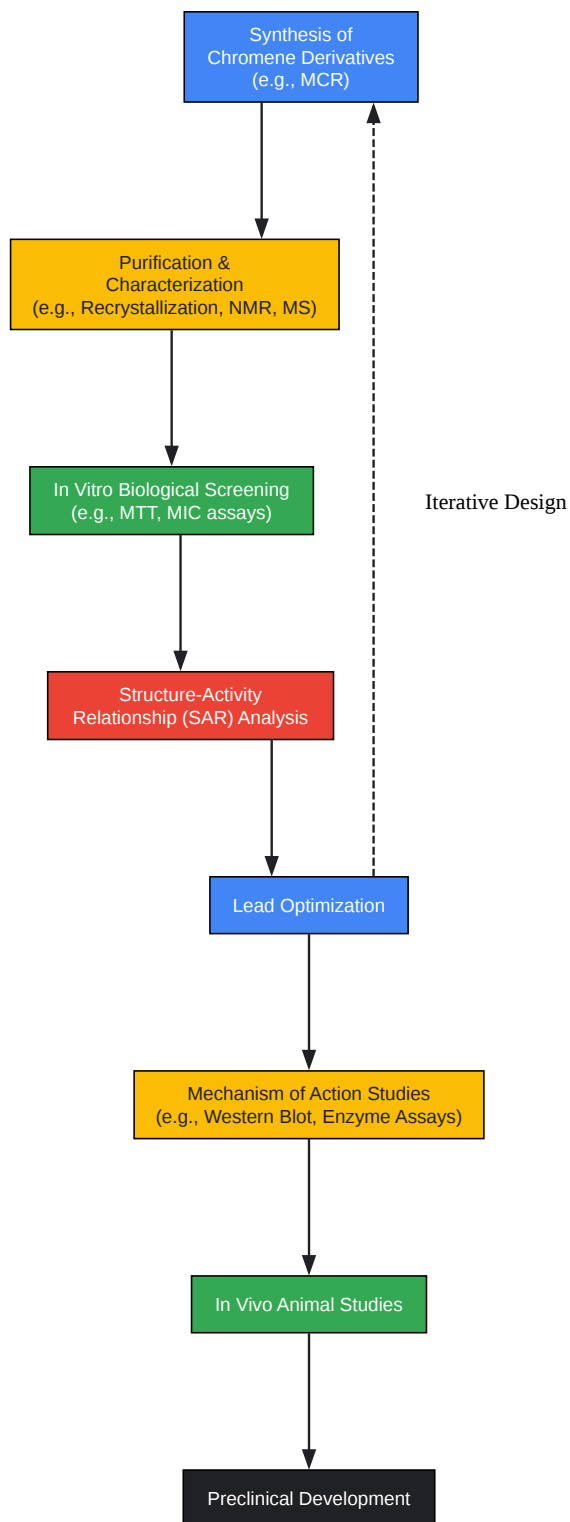 Synthesis of
Chromene Derivatives
(e.g., MCR)
Purification &
Characterization
(e.g., Recrystallization, NMR, MS)
In Vitro Biological Screening
(e.g., MTT, MIC assays)
Iterative Design
Structure-Activity
Relationship (SAR) Analysis
Lead Optimization
Mechanism of Action Studies
(e.g., Western Blot, Enzyme Assays)
In Vivo Animal Studies
Preclinical Development